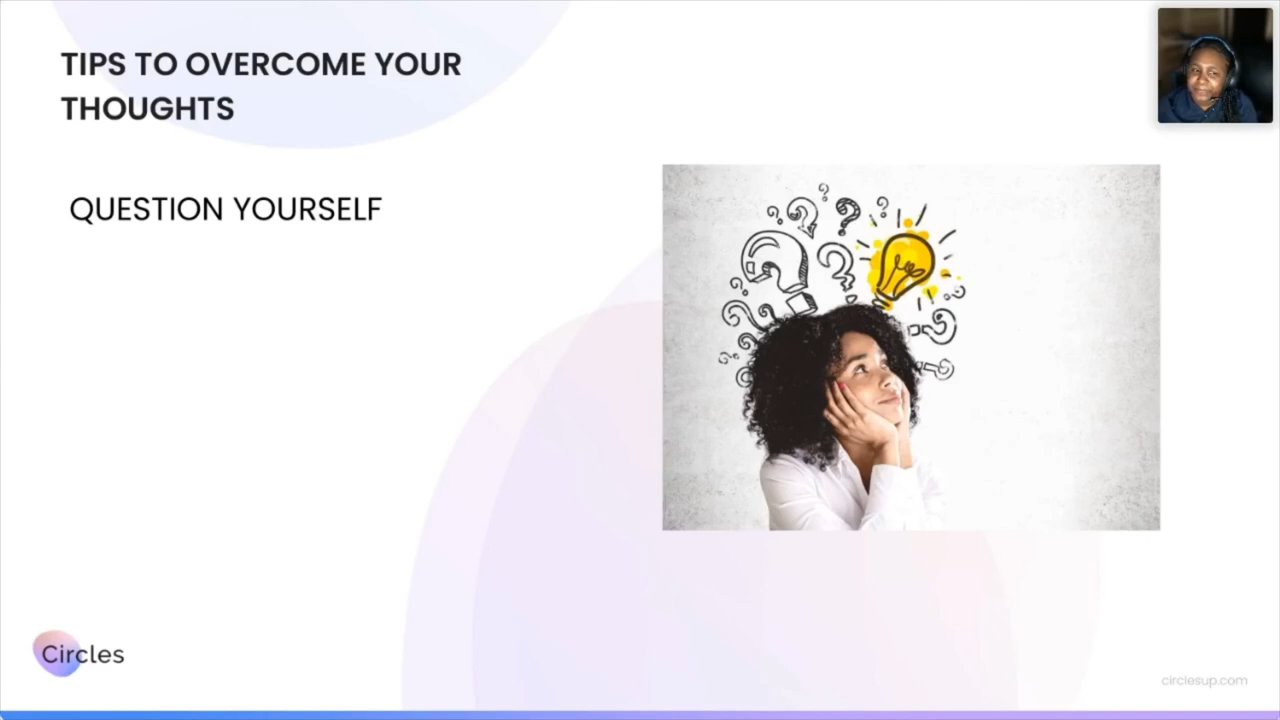 TIPS TO OVERCOME YOUR
THOUGHTS
QUESTION YOURSELF
Circles
circlesup.com